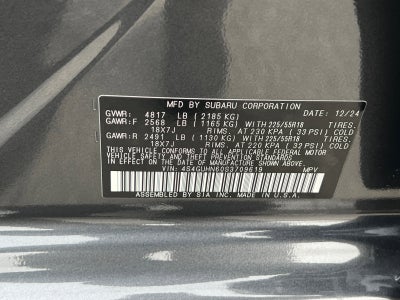 MFD BY SUBARU CORPORATION DATE: 12/24
GVWR: 4817 LB (2185 KG)
GAWR:F 2568 LB (1165 KG) WITH 225/55R18 TIRES,
18X7J RIMS, AT 230 KPA (33 PSI) COLD
GAWR:R 2491 LB (1130 KG) WITH 225/55R18 TIRES,
18X7J RIMS, AT 220 KPA (32 PSI) COLD
THIS VEHICLE CONFORMS TO ALL APPLICABLE FEDERAL MOTOR
VEHICLE SAFETY STANDARDS IN EFFECT ON THE DATE OF
MANUFACTURE SHOWN ABOVE.
VIN: 4S4GUHN60S3709619 MPV
ASSEMBLED BY SIA INC. MADE IN U.S.A.